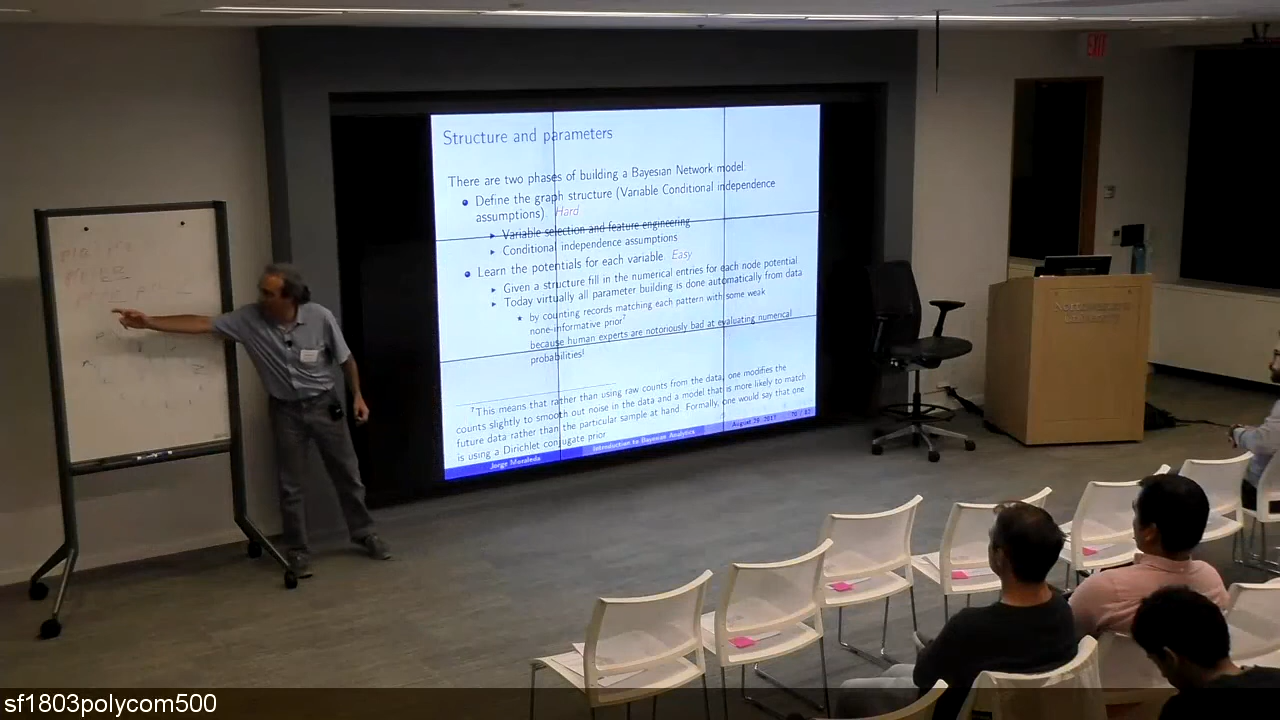 EXIT
Structure and parameters
There are two phases of building a Bayesian Network model:
Define the graph structure (Variable Conditional independence
assumptions). Hard
Variable selection and feature engineering
Conditional independence assumptions
Learn the potentials for each variable. Easy
Given a structure fill in the numerical entries for each node potential
Today virtually all parameter building is done automatically from data
by counting records matching each pattern with some weak
none-informative prior7
because human experts are notoriously bad at evaluating numerical
probabilities!
7This means that rather than using raw counts from the data, one modifies the
counts slightly to smooth out noise in the data and a model that is more likely to match
future data rather than the particular sample at hand. Formally, one would say that one
is using a Dirichlet conjugate prior
Jorge Moraleda Introduction to Bayesian Analytics August 29, 2017
NORTHWESTERN
UNIVERSITY
sf1803polycom500